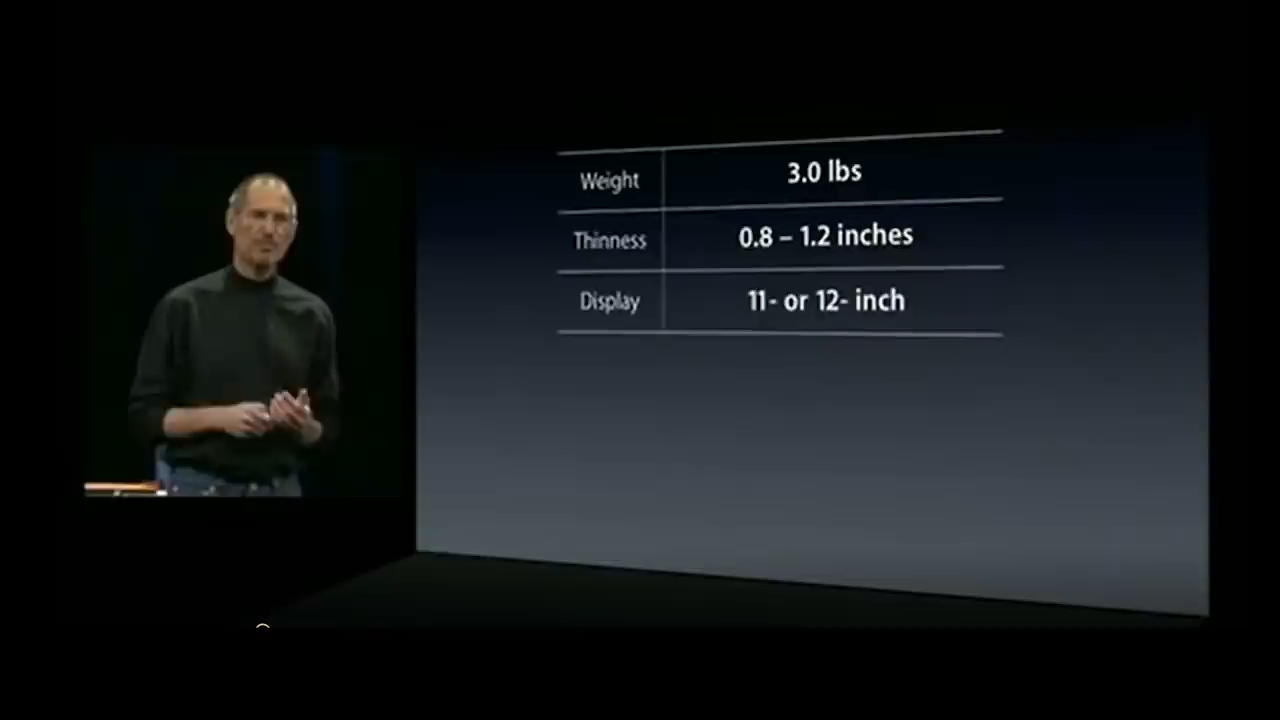 Weight 3.0 lbs
Thinness 0.8 – 1.2 inches
Display 11- or 12- inch